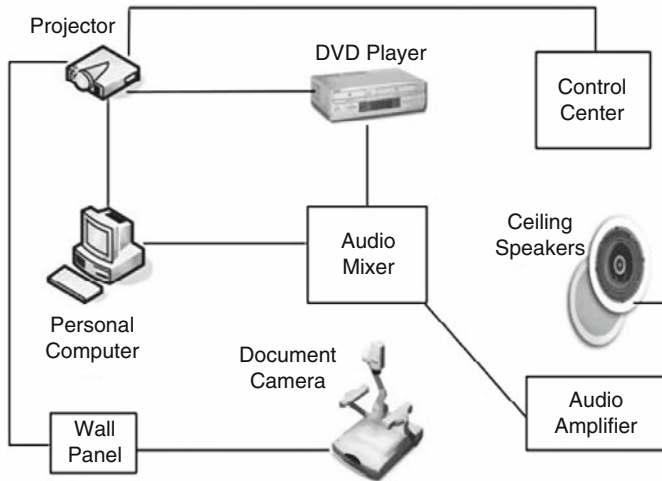 Projector
DVD Player
Control
Center
Audio
Mixer
Ceiling
Speakers
Personal
Computer
Document
Camera
Wall
Panel
Audio
Amplifier